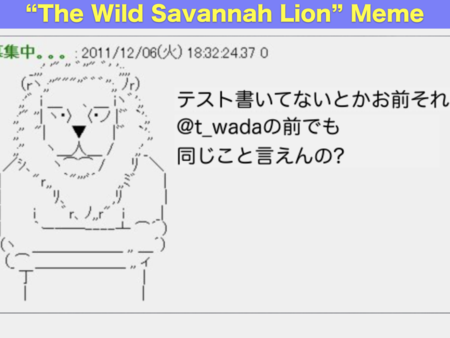 “The Wild Savannah Lion” Meme
募集中。。。: 2011/12/06(火) 18:32:24.37 0
テスト書いてないとかお前それ
@t_wadaの前でも
同じこと言えんの?